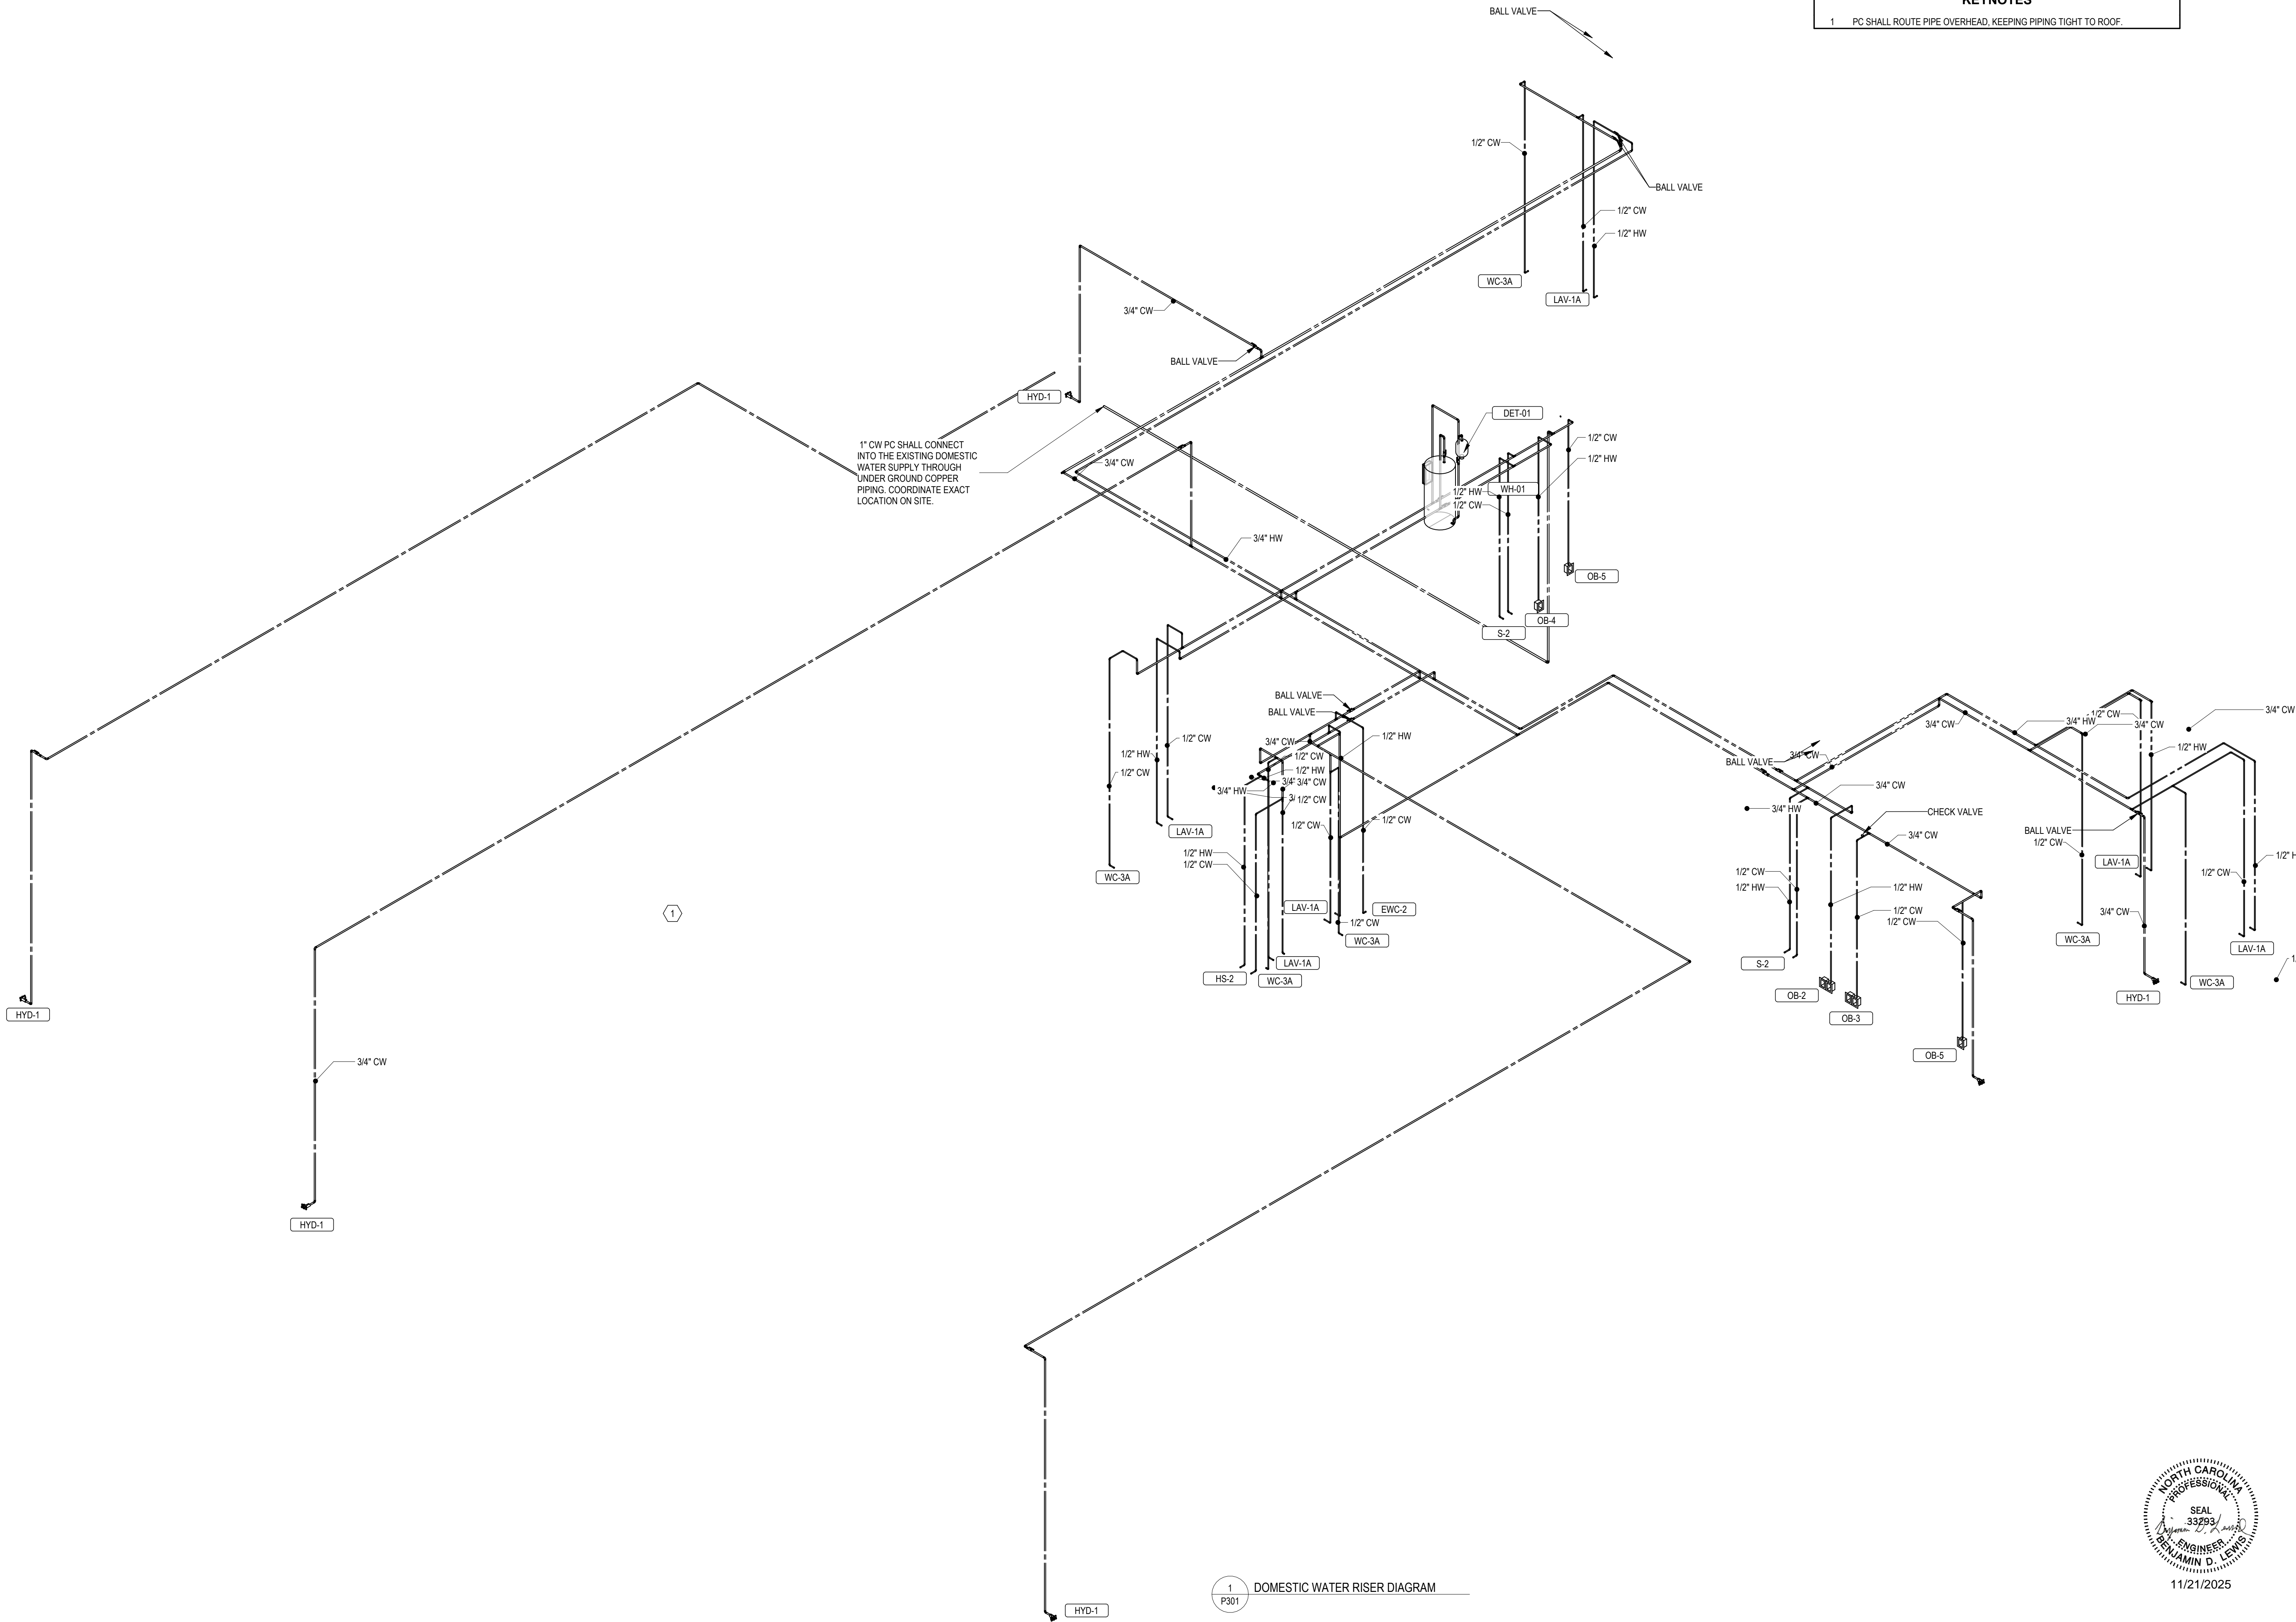 BALL VALVE
KEYNOTES
1 PC SHALL ROUTE PIPE OVERHEAD, KEEPING PIPING TIGHT TO ROOF.
1/2" CW
BALL VALVE
1/2" CW
1/2" HW
WC-3A
LAV-1A
3/4" CW
BALL VALVE
HYD-1
DET-01
1" CW PC SHALL CONNECT
INTO THE EXISTING DOMESTIC
WATER SUPPLY THROUGH
UNDER GROUND COPPER
PIPING. COORDINATE EXACT
LOCATION ON SITE.
3/4" CW
1/2" CW
1/2" HW
WH-01
1/2" HW
1/2" CW
3/4" HW
OB-5
OB-4
S-2
BALL VALVE
BALL VALVE
3/4" CW
1/2" HW
1/2" CW
1/2" HW
3/4" 3/4" CW
3/4" HW
1/2" CW
1/2" CW
1/2" CW
1/2" HW
1/2" CW
1/2" CW
LAV-1A
WC-3A
1/2" HW
1/2" CW
LAV-1A
EWC-2
1/2" CW
WC-3A
LAV-1A
HS-2
WC-3A
1
3/4" CW
3/4" HW
1/2" CW
3/4" CW
3/4" CW
1/2" HW
BALL VALVE
3/4" CW
3/4" CW
3/4" HW
CHECK VALVE
3/4" CW
BALL VALVE
1/2" CW
LAV-1A
1/2" H
1/2" CW
1/2" CW
1/2" HW
1/2" HW
1/2" CW
1/2" CW
3/4" CW
WC-3A
LAV-1A
S-2
WC-3A
OB-2
HYD-1
OB-3
OB-5
HYD-1
3/4" CW
HYD-1
HYD-1
1
P301
DOMESTIC WATER RISER DIAGRAM
NORTH CAROLINA
PROFESSIONAL
SEAL
33293
ENGINEER
BENJAMIN D. LEWIS
11/21/2025